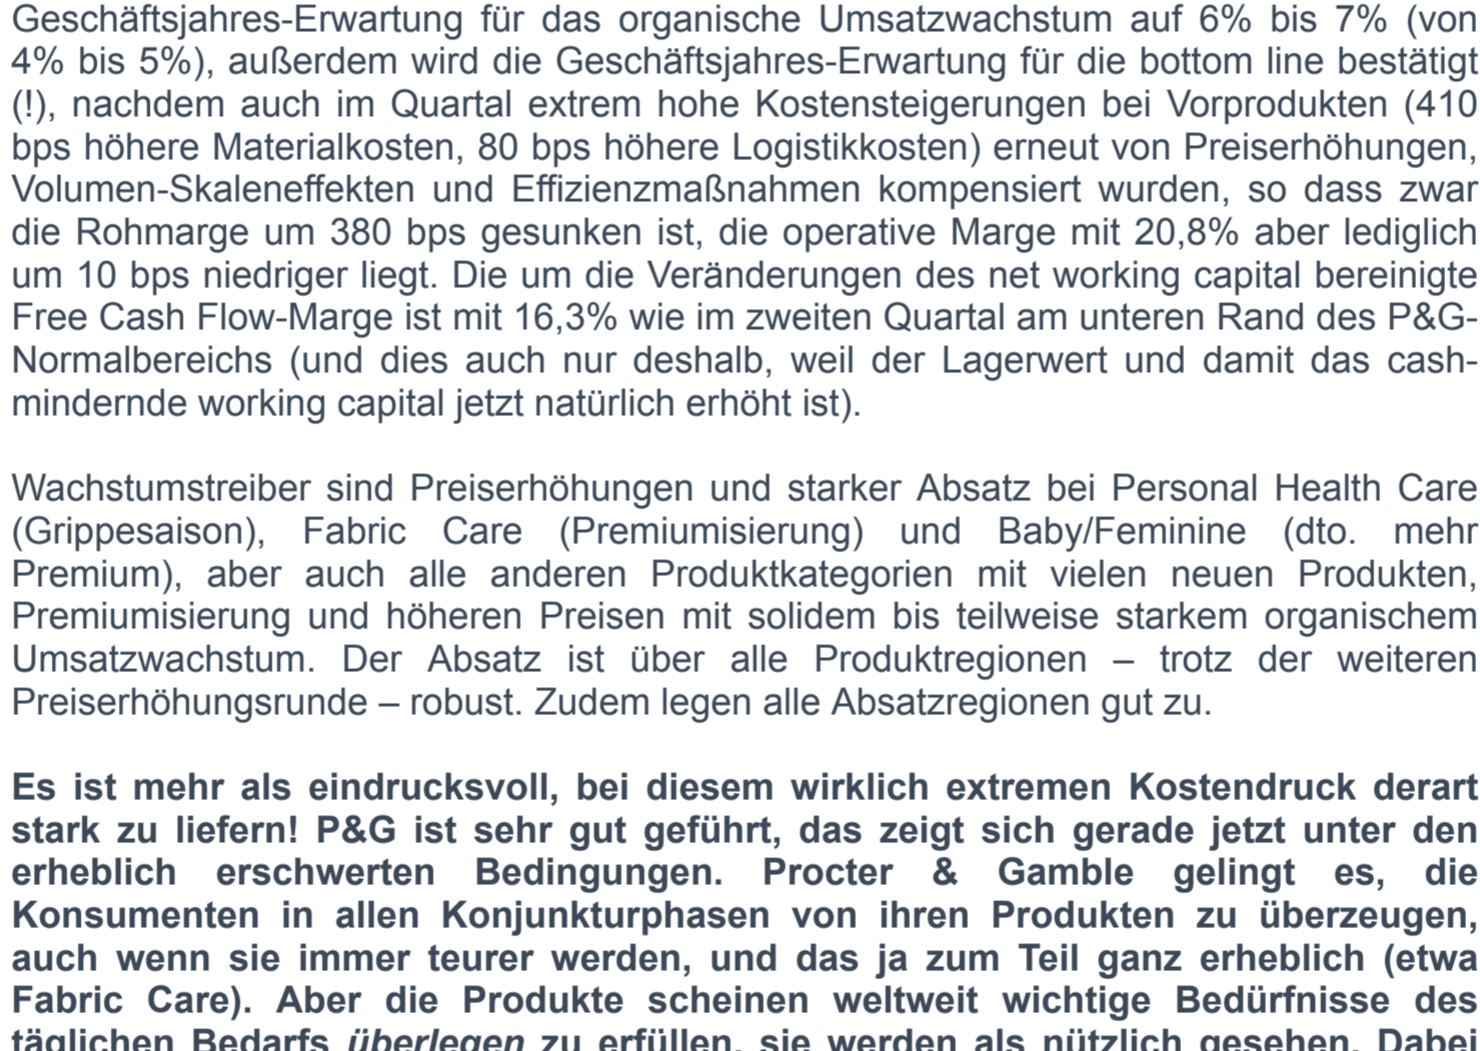 Geschäftsjahres-Erwartung für das organische Umsatzwachstum auf 6% bis 7% (von
4% bis 5%), außerdem wird die Geschäftsjahres-Erwartung für die bottom line bestätigt
(!), nachdem auch im Quartal extrem hohe Kostensteigerungen bei Vorprodukten (410
bps höhere Materialkosten, 80 bps höhere Logistikkosten) erneut von Preiserhöhungen,
Volumen-Skaleneffekten und Effizienzmaßnahmen kompensiert wurden, so dass zwar
die Rohmarge um 380 bps gesunken ist, die operative Marge mit 20,8% aber lediglich
um 10 bps niedriger liegt. Die um die Veränderungen des net working capital bereinigte
Free Cash Flow-Marge ist mit 16,3% wie im zweiten Quartal am unteren Rand des P&G-
Normalbereichs (und dies auch nur deshalb, weil der Lagerwert und damit das cash-
mindernde working capital jetzt natürlich erhöht ist).
Wachstumstreiber sind Preiserhöhungen und starker Absatz bei Personal Health Care
(Grippesaison), Fabric Care (Premiumisierung) und Baby/Feminine (dto. mehr
Premium), aber auch alle anderen Produktkategorien mit vielen neuen Produkten,
Premiumisierung und höheren Preisen mit solidem bis teilweise starkem organischem
Umsatzwachstum. Der Absatz ist über alle Produktregionen – trotz der weiteren
Preiserhöhungsrunde – robust. Zudem legen alle Absatzregionen gut zu.
Es ist mehr als eindrucksvoll, bei diesem wirklich extremen Kostendruck derart
stark zu liefern! P&G ist sehr gut geführt, das zeigt sich gerade jetzt unter den
erheblich erschwerten Bedingungen. Procter & Gamble gelingt es, die
Konsumenten in allen Konjunkturphasen von ihren Produkten zu überzeugen,
auch wenn sie immer teurer werden, und das ja zum Teil ganz erheblich (etwa
Fabric Care). Aber die Produkte scheinen weltweit wichtige Bedürfnisse des
täglichen Bedarfs überlegen zu erfüllen, sie werden als nützlich gesehen. Dabei